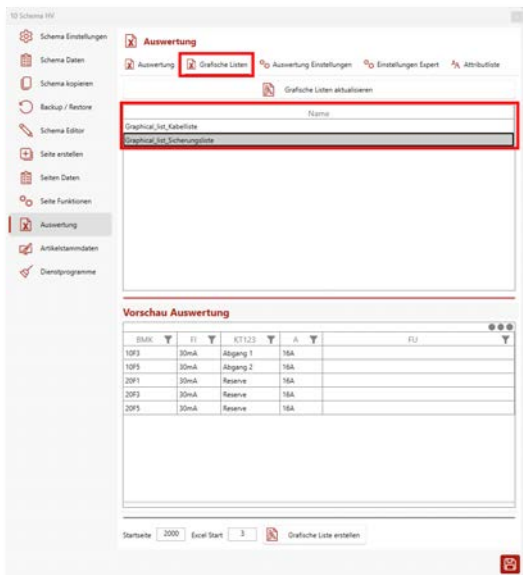 10 Schema HV
Schema Einstellungen
Schema Daten
Schema kopieren
Backup / Restore
Schema Editor
Seite erstellen
Seiten Daten
Seite Funktionen
Auswertung
Artikelstammdaten
Dienstprogramme
Auswertung
Auswertung Grafische Listen Auswertung Einstellungen Einstellungen Expert Attributliste
Grafische Listen aktualisieren
Name
Graphical_list_Kabelliste
Graphical_list_Sicherungsliste
Vorschau Auswertung
BMK FI KT123 A FU
10F3 30mA Abgang 1 16A
10F5 30mA Abgang 2 16A
20F1 30mA Reserve 16A
20F3 30mA Reserve 16A
20F5 30mA Reserve 16A
Startseite 2000 Excel Start 3 Grafische Liste erstellen